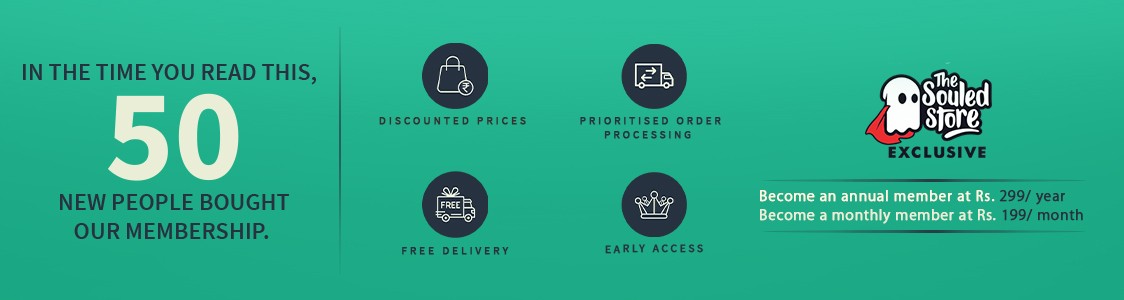 IN THE TIME YOU READ THIS,
50
NEW PEOPLE BOUGHT
OUR MEMBERSHIP.
DISCOUNTED PRICES
PRIORITISED ORDER
PROCESSING
FREE
FREE DELIVERY
EARLY ACCESS
The
Souled
Store
EXCLUSIVE
Become an annual member at Rs. 299/ year
Become a monthly member at Rs. 199/ month